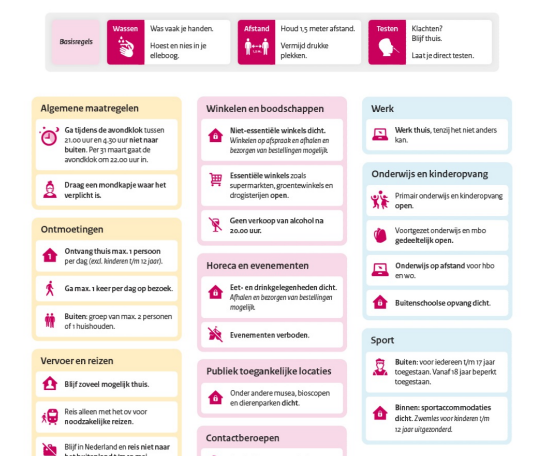 Basisregels
Wassen
Was vaak je handen.
Hoest en nies in je
elleboog.
Afstand
Houd 1,5 meter afstand.
Vermijd drukke
plekken.
Testen
Klachten?
Blijf thuis.
Laat je direct testen.
Algemene maatregelen
Ga tijdens de avondklok tussen
21.00 uur en 4.30 uur niet naar
buiten. Per 31 maart gaat de
avondklok om 22.00 uur in.
Draag een mondkapje waar het
verplicht is.
Ontmoetingen
Ontvang thuis max. 1 persoon
per dag (excl. kinderen t/m 12 jaar).
Ga max. 1 keer per dag op bezoek.
Buiten: groep van max. 2 personen
of 1 huishouden.
Vervoer en reizen
Blijf zoveel mogelijk thuis.
Reis alleen met het ov voor
noodzakelijke reizen.
Blijf in Nederland en reis niet naar
het buitenland t/m 15 mei.
Winkelen en boodschappen
Niet-essentiële winkels dicht.
Winkelen op afspraak en afhalen en
bezorgen van bestellingen mogelijk.
Essentiële winkels zoals
supermarkten, groentewinkels en
drogisterijen open.
Geen verkoop van alcohol na
20.00 uur.
Horeca en evenementen
Eet- en drinkgelegenheden dicht.
Afhalen en bezorgen van bestellingen
mogelijk.
Evenementen verboden.
Publiek toegankelijke locaties
Onder andere musea, bioscopen
en dierenparken dicht.
Contactberoepen
Werk
Werk thuis, tenzij het niet anders
kan.
Onderwijs en kinderopvang
Primair onderwijs en kinderopvang
open.
Voortgezet onderwijs en mbo
gedeeltelijk open.
Onderwijs op afstand voor hbo
en wo.
Buitenschoolse opvang dicht.
Sport
Buiten: voor iedereen t/m 17 jaar
toegestaan. Vanaf 18 jaar beperkt
toegestaan.
Binnen: sportaccommodaties
dicht. Zwemles voor kinderen t/m
12 jaar uitgezonderd.